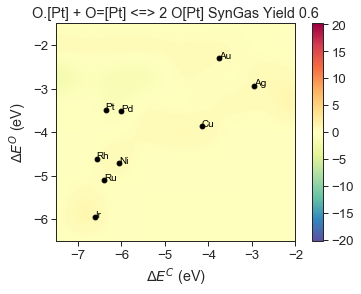 O.[Pt] + O=[Pt] <=> 2 O[Pt] SynGas Yield 0.6
ΔE^O (eV)
−2
−3
−4
−5
−6
Au
Ag
Pt
Pd
Cu
Rh
Ni
Ru
Ir
−7
−6
−5
−4
−3
−2
ΔE^C (eV)
20
15
10
5
0
−5
−10
−15
−20